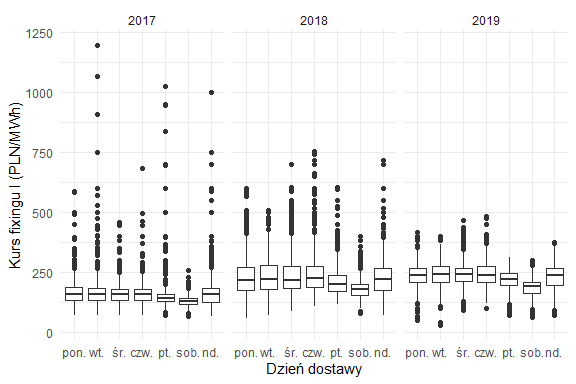 2017 2018 2019
1250
1000
750
500
250
0
Kurs fixingu I (PLN/MWh)
pon. wt. śr. czw. pt. sob. nd. pon. wt. śr. czw. pt. sob. nd. pon. wt. śr. czw. pt. sob. nd.
Dzień dostawy